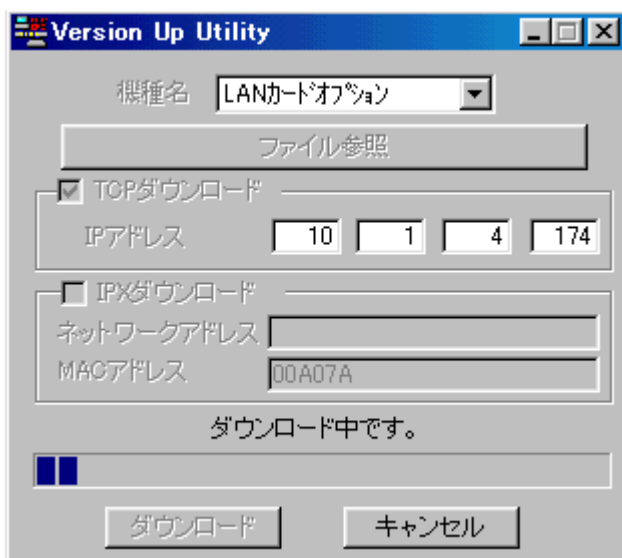 Version Up Utility
機種名 LANカードオプション
ファイル参照
TCPダウンロード
IPアドレス 10 1 4 174
IPXダウンロード
ネットワークアドレス
MACアドレス 00A07A
ダウンロード中です。
ダウンロード キャンセル